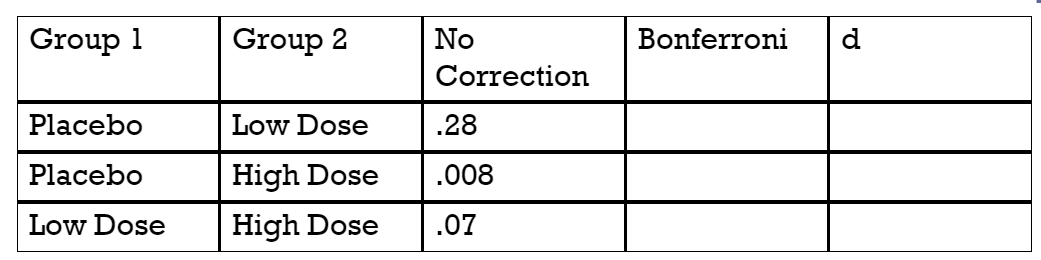 Group 1 Group 2 No Correction Bonferroni d
Placebo Low Dose .28
Placebo High Dose .008
Low Dose High Dose .07